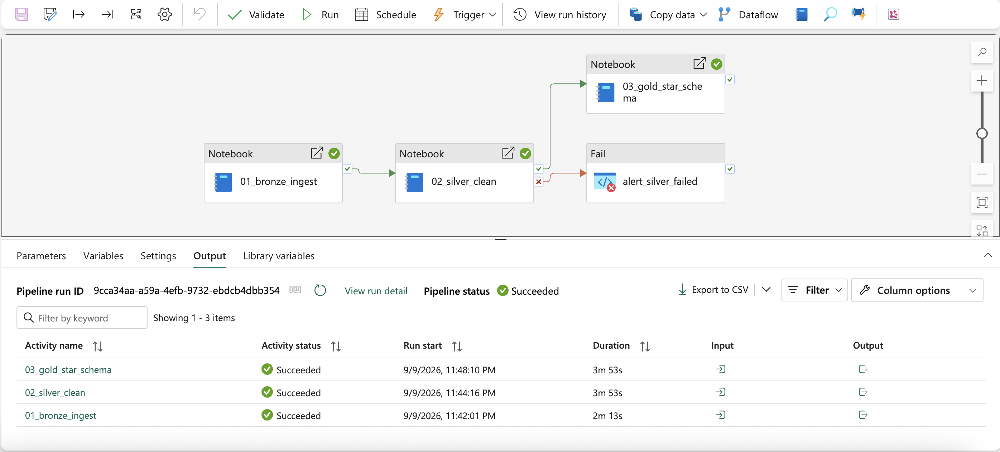 Validate Run Schedule Trigger View run history Copy data Dataflow
Notebook
03_gold_star_sche
ma
Notebook
01_bronze_ingest
Notebook
02_silver_clean
Fail
alert_silver_failed
Parameters Variables Settings Output Library variables
Pipeline run ID 9cca34aa-a59a-4efb-9732-ebdcb4dbb354 [@] View run detail Pipeline status Succeeded Export to CSV Filter Column options
Filter by keyword Showing 1 - 3 items
Activity name Activity status Run start Duration Input Output
03_gold_star_schema Succeeded 9/9/2026, 11:48:10 PM 3m 53s
02_silver_clean Succeeded 9/9/2026, 11:44:16 PM 3m 53s
01_bronze_ingest Succeeded 9/9/2026, 11:42:01 PM 2m 13s